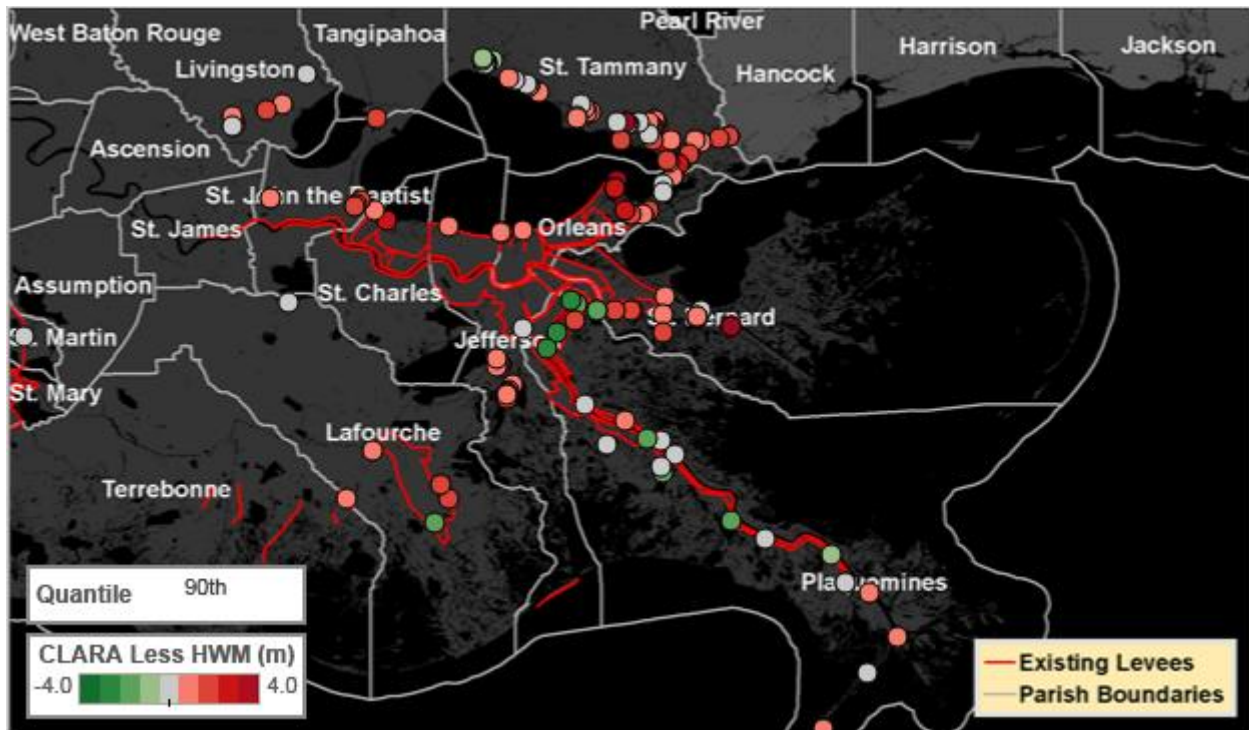 Pearl River
West Baton Rouge
Tangipahoa
Harrison
Jackson
Livingston
St. Tammany
Hancock
Ascension
St. John the Baptist
St. James
Orleans
Assumption
St. Charles
St. Bernard
St. Martin
Jefferson
St. Mary
Lafourche
Terrebonne
Plaquemines
Quantile 90th
CLARA Less HWM (m)
-4.0 4.0
Existing Levees
Parish Boundaries